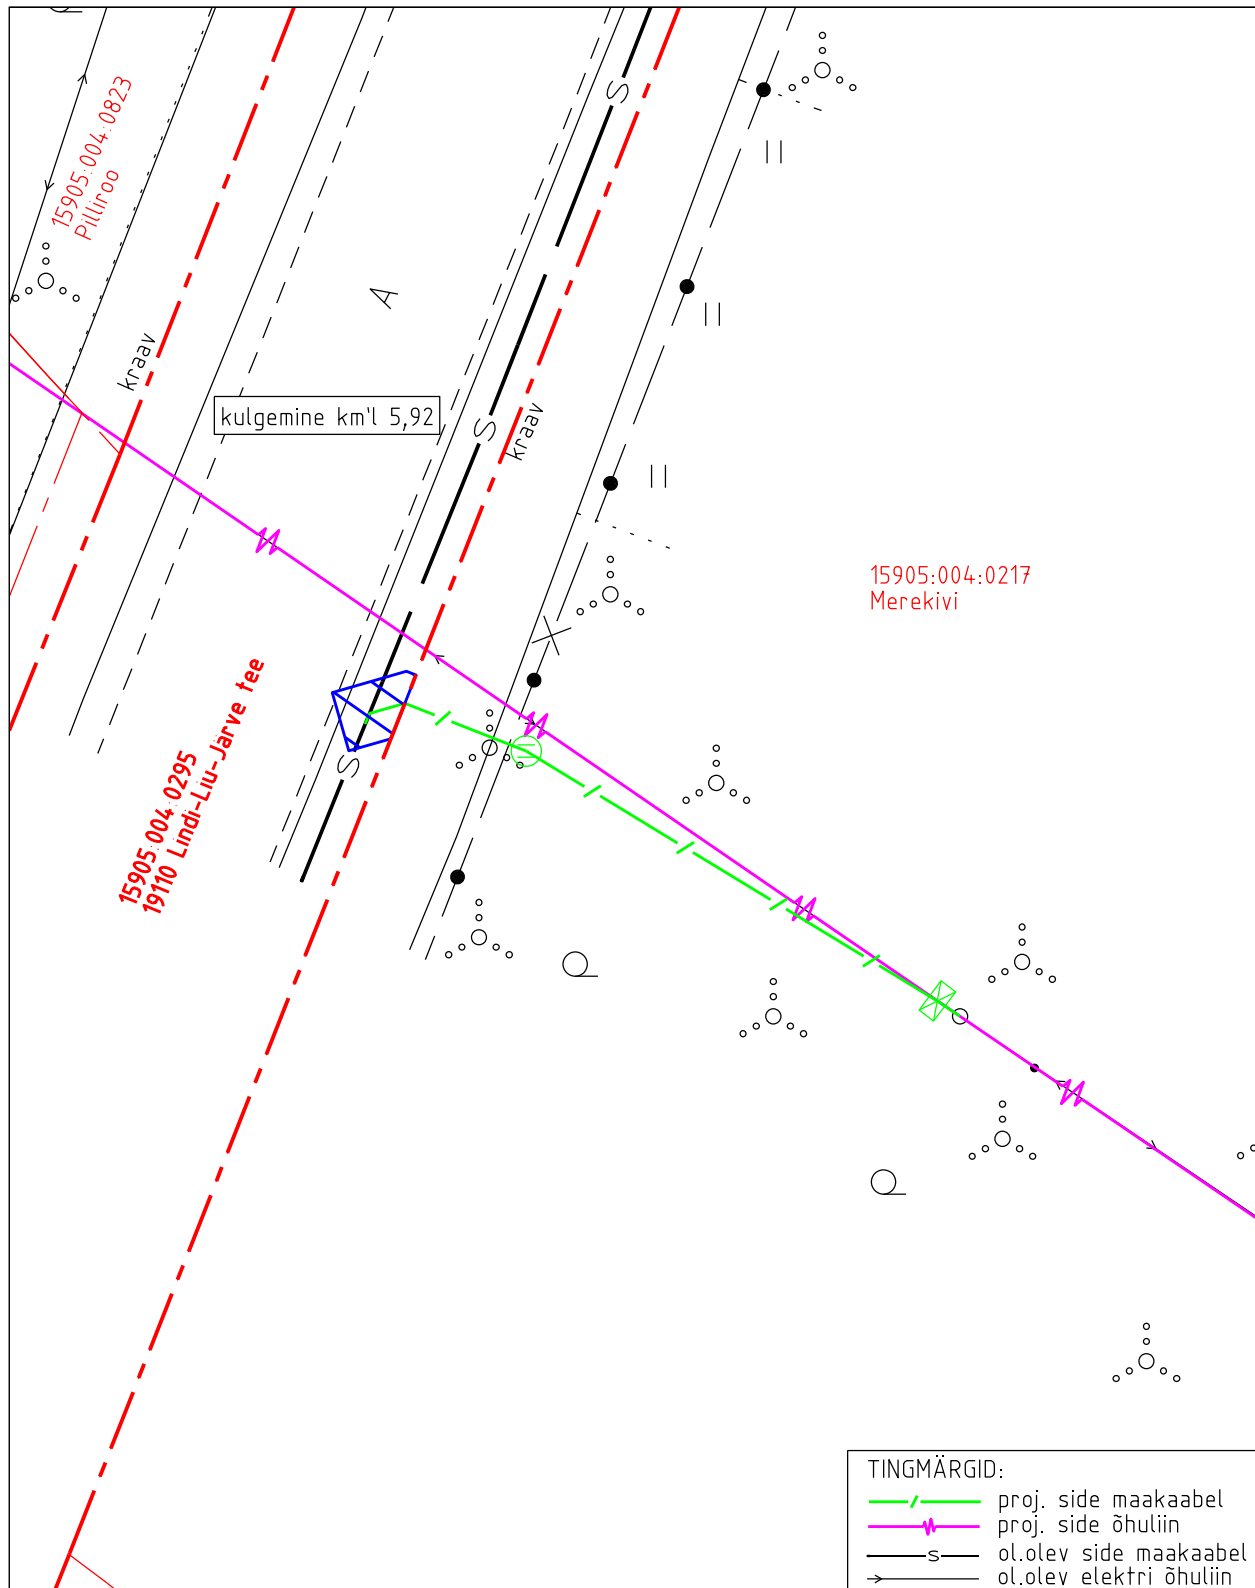 15905:004:0823
Pilliroo
kraav
A
S
kulgemine km'l 5,92
S
kraav
15905:004:0217
Merekivi
S
15905:004:0295
19110 Lindi-Liu-Järve tee
TINGMÄRGID:
proj. side maakaabel
proj. side õhuliin
S ol.olev side maakaabel
ol.olev elektri õhuliin